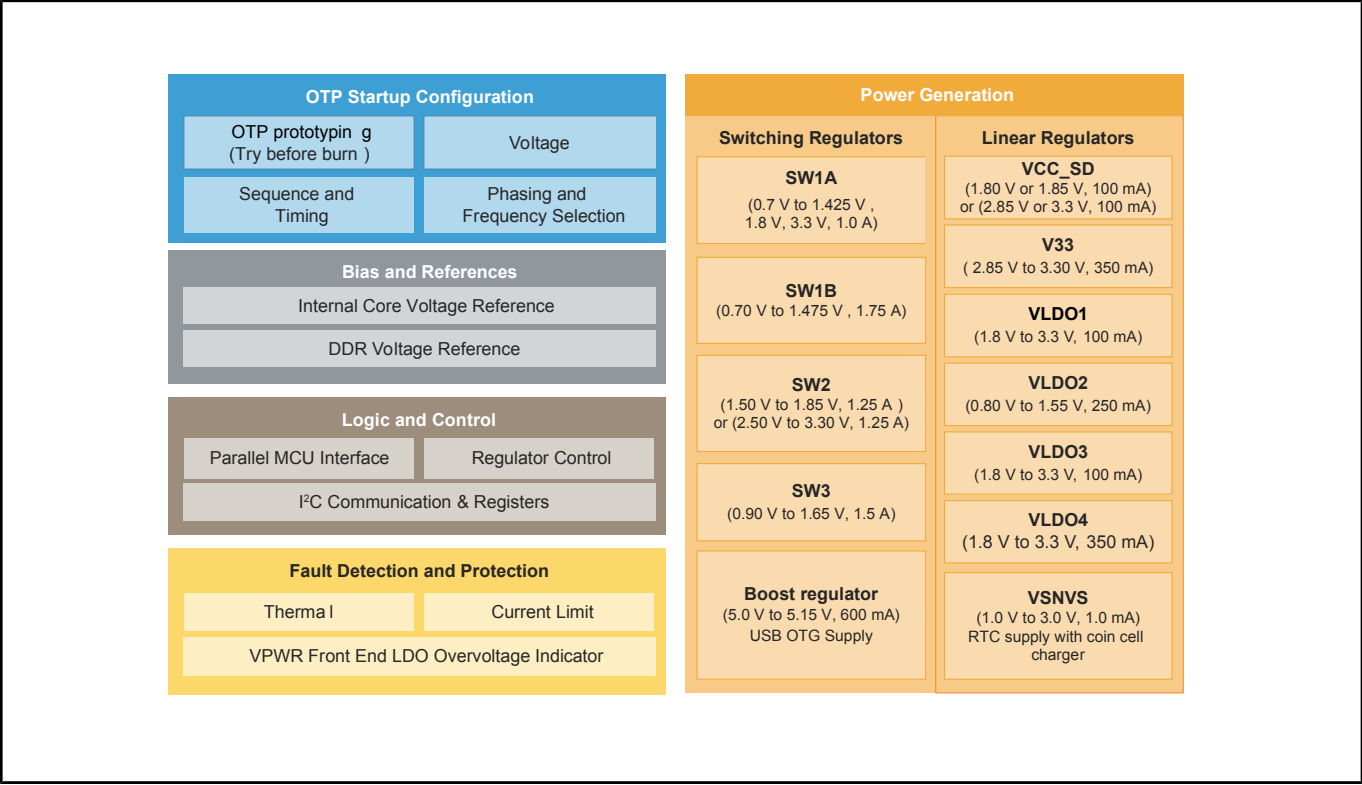 OTP Startup Configuration
OTP prototypin g
(Try before burn )
Voltage
Sequence and
Timing
Phasing and
Frequency Selection
Bias and References
Internal Core Voltage Reference
DDR Voltage Reference
Logic and Control
Parallel MCU Interface
Regulator Control
I²C Communication & Registers
Fault Detection and Protection
Therma l
Current Limit
VPWR Front End LDO Overvoltage Indicator
Power Generation
Switching Regulators
SW1A
(0.7 V to 1.425 V ,
1.8 V, 3.3 V, 1.0 A)
SW1B
(0.70 V to 1.475 V , 1.75 A)
SW2
(1.50 V to 1.85 V, 1.25 A )
or (2.50 V to 3.30 V, 1.25 A)
SW3
(0.90 V to 1.65 V, 1.5 A)
Boost regulator
(5.0 V to 5.15 V, 600 mA)
USB OTG Supply
Linear Regulators
VCC_SD
(1.80 V or 1.85 V, 100 mA)
or (2.85 V or 3.3 V, 100 mA)
V33
( 2.85 V to 3.30 V, 350 mA)
VLDO1
(1.8 V to 3.3 V, 100 mA)
VLDO2
(0.80 V to 1.55 V, 250 mA)
VLDO3
(1.8 V to 3.3 V, 100 mA)
VLDO4
(1.8 V to 3.3 V, 350 mA)
VSNVS
(1.0 V to 3.0 V, 1.0 mA)
RTC supply with coin cell
charger